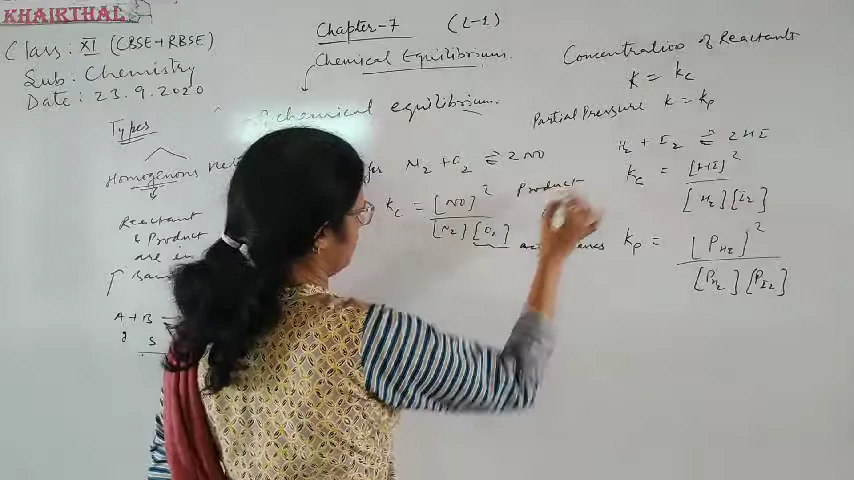 KHAIRTHAL
Class: XI (CBSE+RBSE)
Sub: Chemistry
Date: 23.9.2020
Chapter-7 (L-1)
Chemical Equilibrium.
chemical equilibrium.
Types
Homogenous
Reactant
& Product
are in
A + B →
g s
for N2 + O2 ⇌ 2NO
Kc = [NO]^2
[N2][O2]
Product
Concentration of Reactants
K = Kc
Partial Pressure K = Kp
H2 + I2 ⇌ 2HI
Kc = [HI]^2
[H2][I2]
Kp = [PHI]^2
[PH2][PI2]